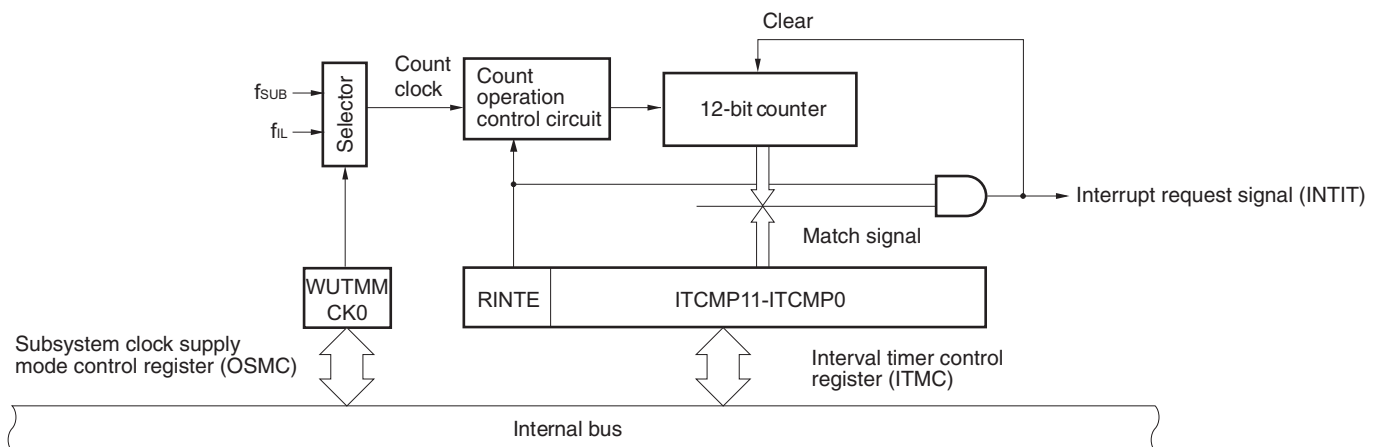 Clear
Selector
fSUB
fIL
Count
clock
Count
operation
control circuit
12-bit counter
Interrupt request signal (INTIT)
Match signal
WUTMM
CK0
RINTE
ITCMP11-ITCMP0
Subsystem clock supply
mode control register (OSMC)
Interval timer control
register (ITMC)
Internal bus